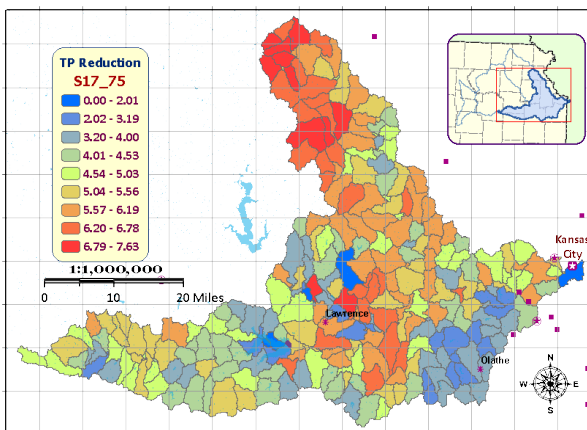 TP Reduction
S17_75
0.00 - 2.01
2.02 - 3.19
3.20 - 4.00
4.01 - 4.53
4.54 - 5.03
5.04 - 5.56
5.57 - 6.19
6.20 - 6.78
6.79 - 7.63
1:1,000,000
0 10 20 Miles
Kansas
City
Lawrence
Olathe
N
W E
S